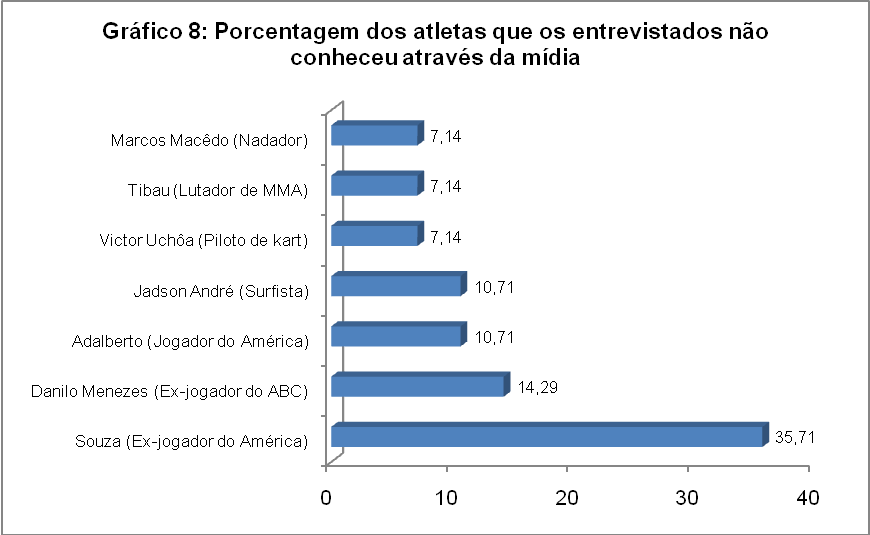 Gráfico 8: Porcentagem dos atletas que os entrevistados não
conheceu através da mídia
Marcos Macêdo (Nadador)
7,14
Tibau (Lutador de MMA)
7,14
Victor Uchôa (Piloto de kart)
7,14
Jadson André (Surfista)
10,71
Adalberto (Jogador do América)
10,71
Danilo Menezes (Ex-jogador do ABC)
14,29
Souza (Ex-jogador do América)
35,71
0 10 20 30 40